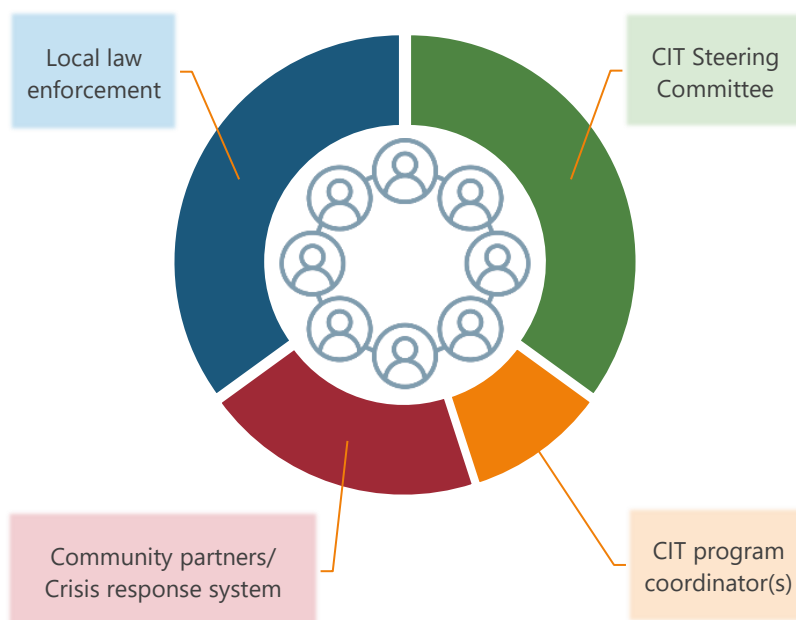 Local law
enforcement
CIT Steering
Committee
Community partners/
Crisis response system
CIT program
coordinator(s)